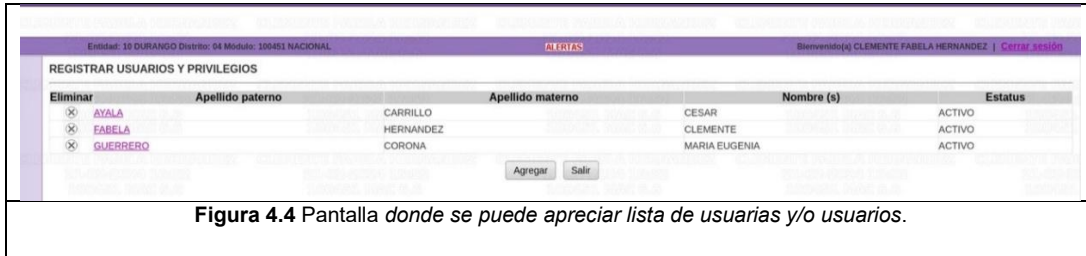 Entidad: 10 DURANGO Distrito: 04 Módulo: 100451 NACIONAL ALERTAS Bienvenido(a) CLEMENTE FABELA HERNANDEZ | Cerrar sesión
REGISTRAR USUARIOS Y PRIVILEGIOS
Eliminar Apellido paterno Apellido materno Nombre (s) Estatus
AYALA CARRILLO CESAR ACTIVO
FABELA HERNANDEZ CLEMENTE ACTIVO
GUERRERO CORONA MARIA EUGENIA ACTIVO
Agregar Salir
Figura 4.4 Pantalla donde se puede apreciar lista de usuarias y/o usuarios.